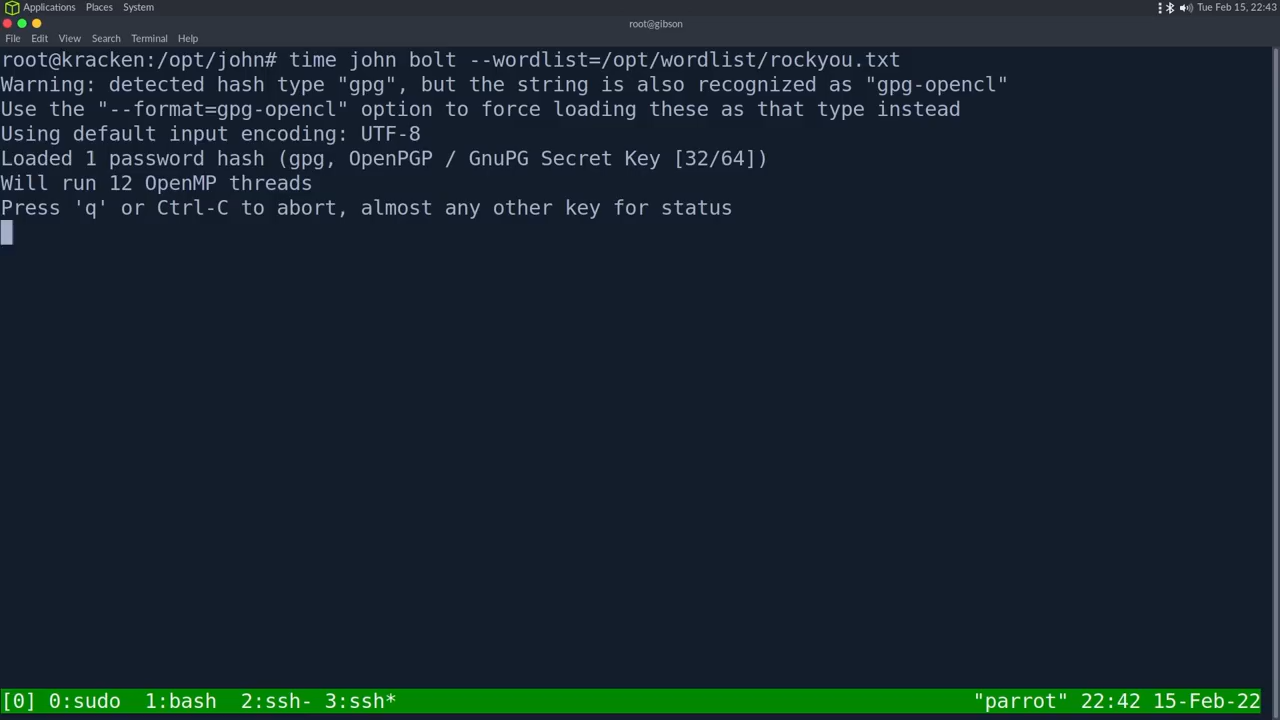 Applications Places System
Tue Feb 15, 22:43
root@gibson
File Edit View Search Terminal Help
root@kracken:/opt/john# time john bolt --wordlist=/opt/wordlist/rockyou.txt
Warning: detected hash type "gpg", but the string is also recognized as "gpg-opencl"
Use the "--format=gpg-opencl" option to force loading these as that type instead
Using default input encoding: UTF-8
Loaded 1 password hash (gpg, OpenPGP / GnuPG Secret Key [32/64])
Will run 12 OpenMP threads
Press 'q' or Ctrl-C to abort, almost any other key for status
[0] 0:sudo 1:bash 2:ssh- 3:ssh* "parrot" 22:42 15-Feb-22